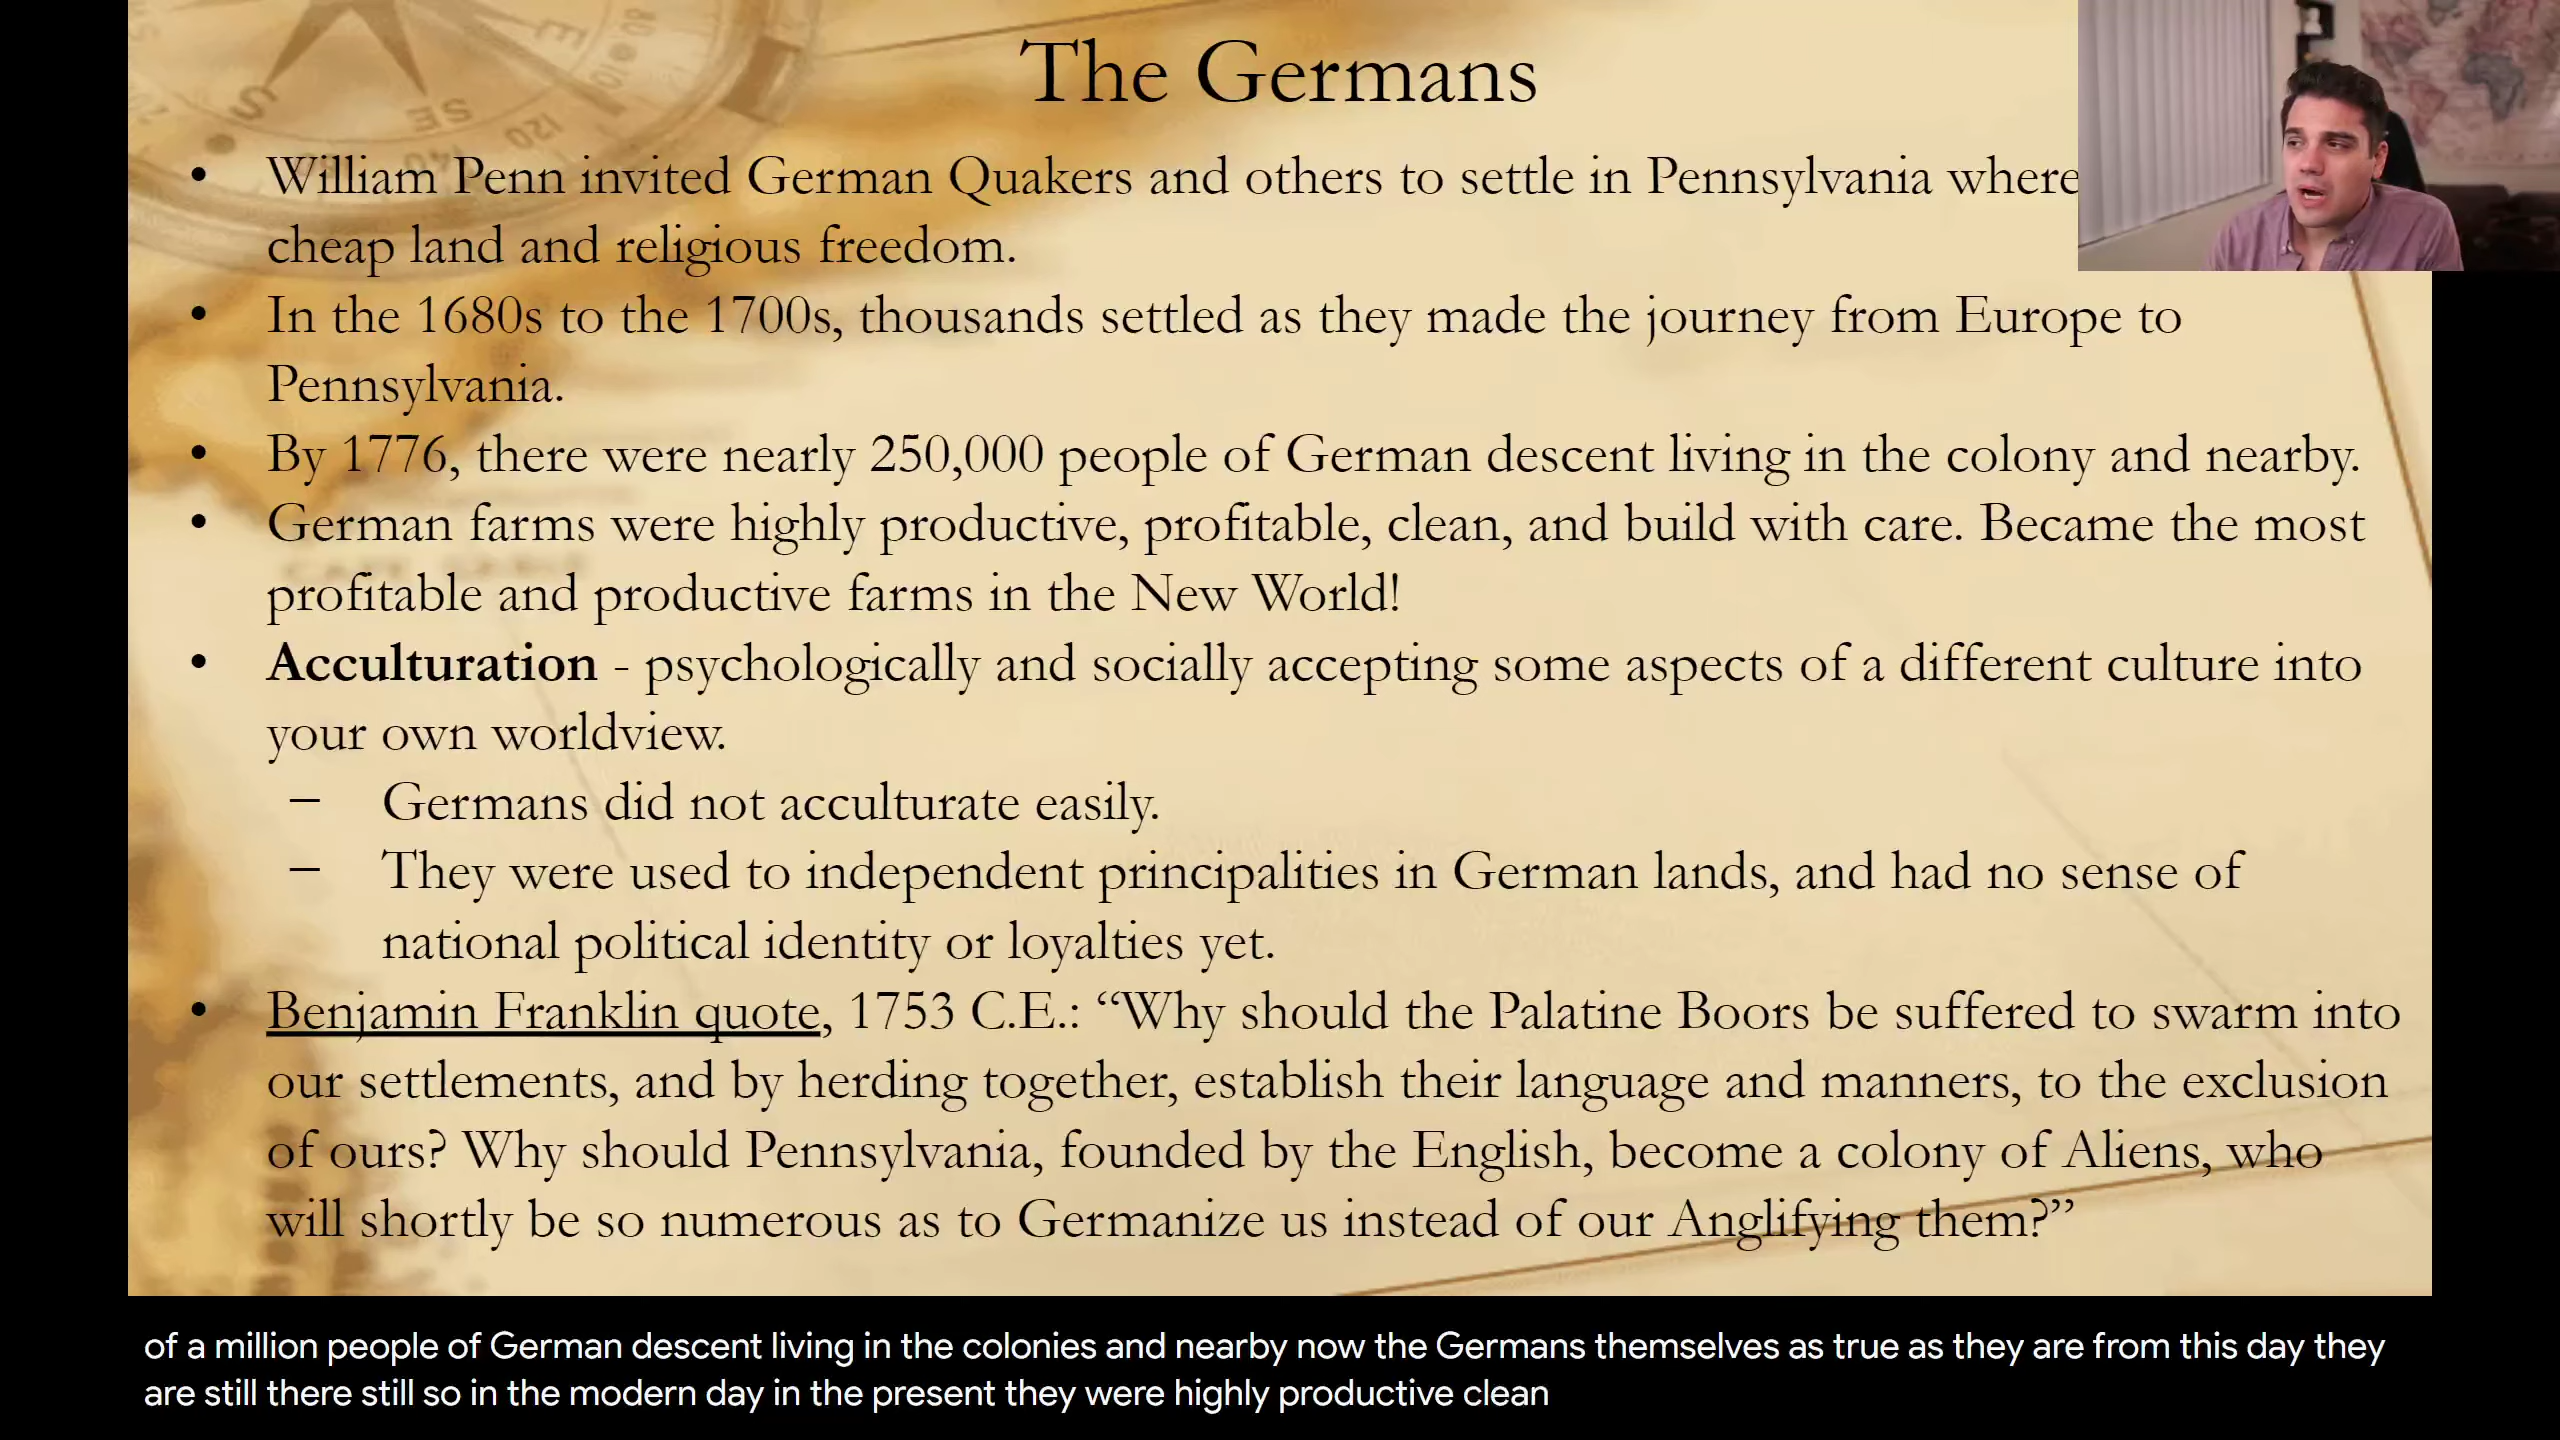 The Germans
• William Penn invited German Quakers and others to settle in Pennsylvania where
cheap land and religious freedom.
• In the 1680s to the 1700s, thousands settled as they made the journey from Europe to
Pennsylvania.
• By 1776, there were nearly 250,000 people of German descent living in the colony and nearby.
• German farms were highly productive, profitable, clean, and build with care. Became the most
profitable and productive farms in the New World!
• Acculturation - psychologically and socially accepting some aspects of a different culture into
your own worldview.
– Germans did not acculturate easily.
– They were used to independent principalities in German lands, and had no sense of
national political identity or loyalties yet.
• Benjamin Franklin quote, 1753 C.E.: “Why should the Palatine Boors be suffered to swarm into
our settlements, and by herding together, establish their language and manners, to the exclusion
of ours? Why should Pennsylvania, founded by the English, become a colony of Aliens, who
will shortly be so numerous as to Germanize us instead of our Anglifying them?”
of a million people of German descent living in the colonies and nearby now the Germans themselves as true as they are from this day they
are still there still so in the modern day in the present they were highly productive clean